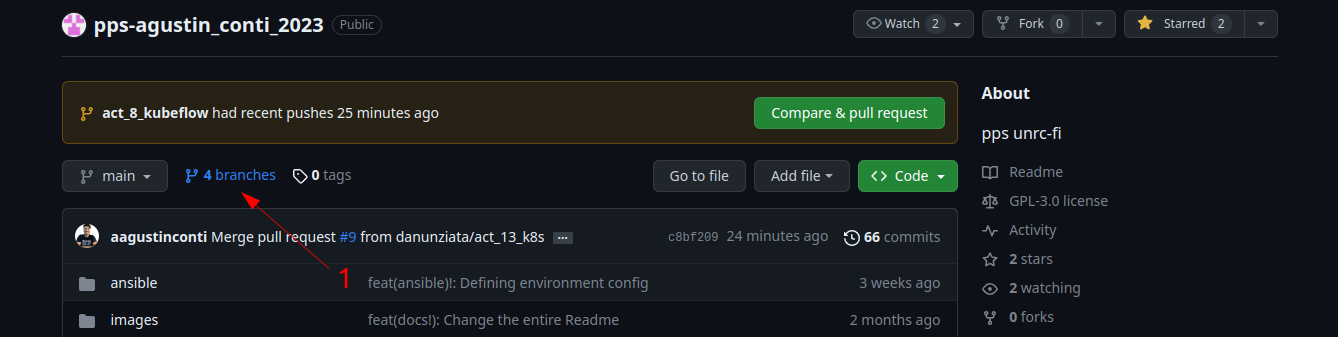 pps-agustin_conti_2023 Public Watch 2 Fork 0 Starred 2
act_8_kubeflow had recent pushes 25 minutes ago Compare & pull request
main 4 branches 0 tags Go to file Add file Code
aagustinconti Merge pull request #9 from danunziata/act_13_k8s ... c8bf209 24 minutes ago 66 commits
1
ansible feat(ansible)!: Defining environment config 3 weeks ago
images feat(docs!): Change the entire Readme 2 months ago
About
pps unrc-fi
Readme
GPL-3.0 license
Activity
2 stars
2 watching
0 forks